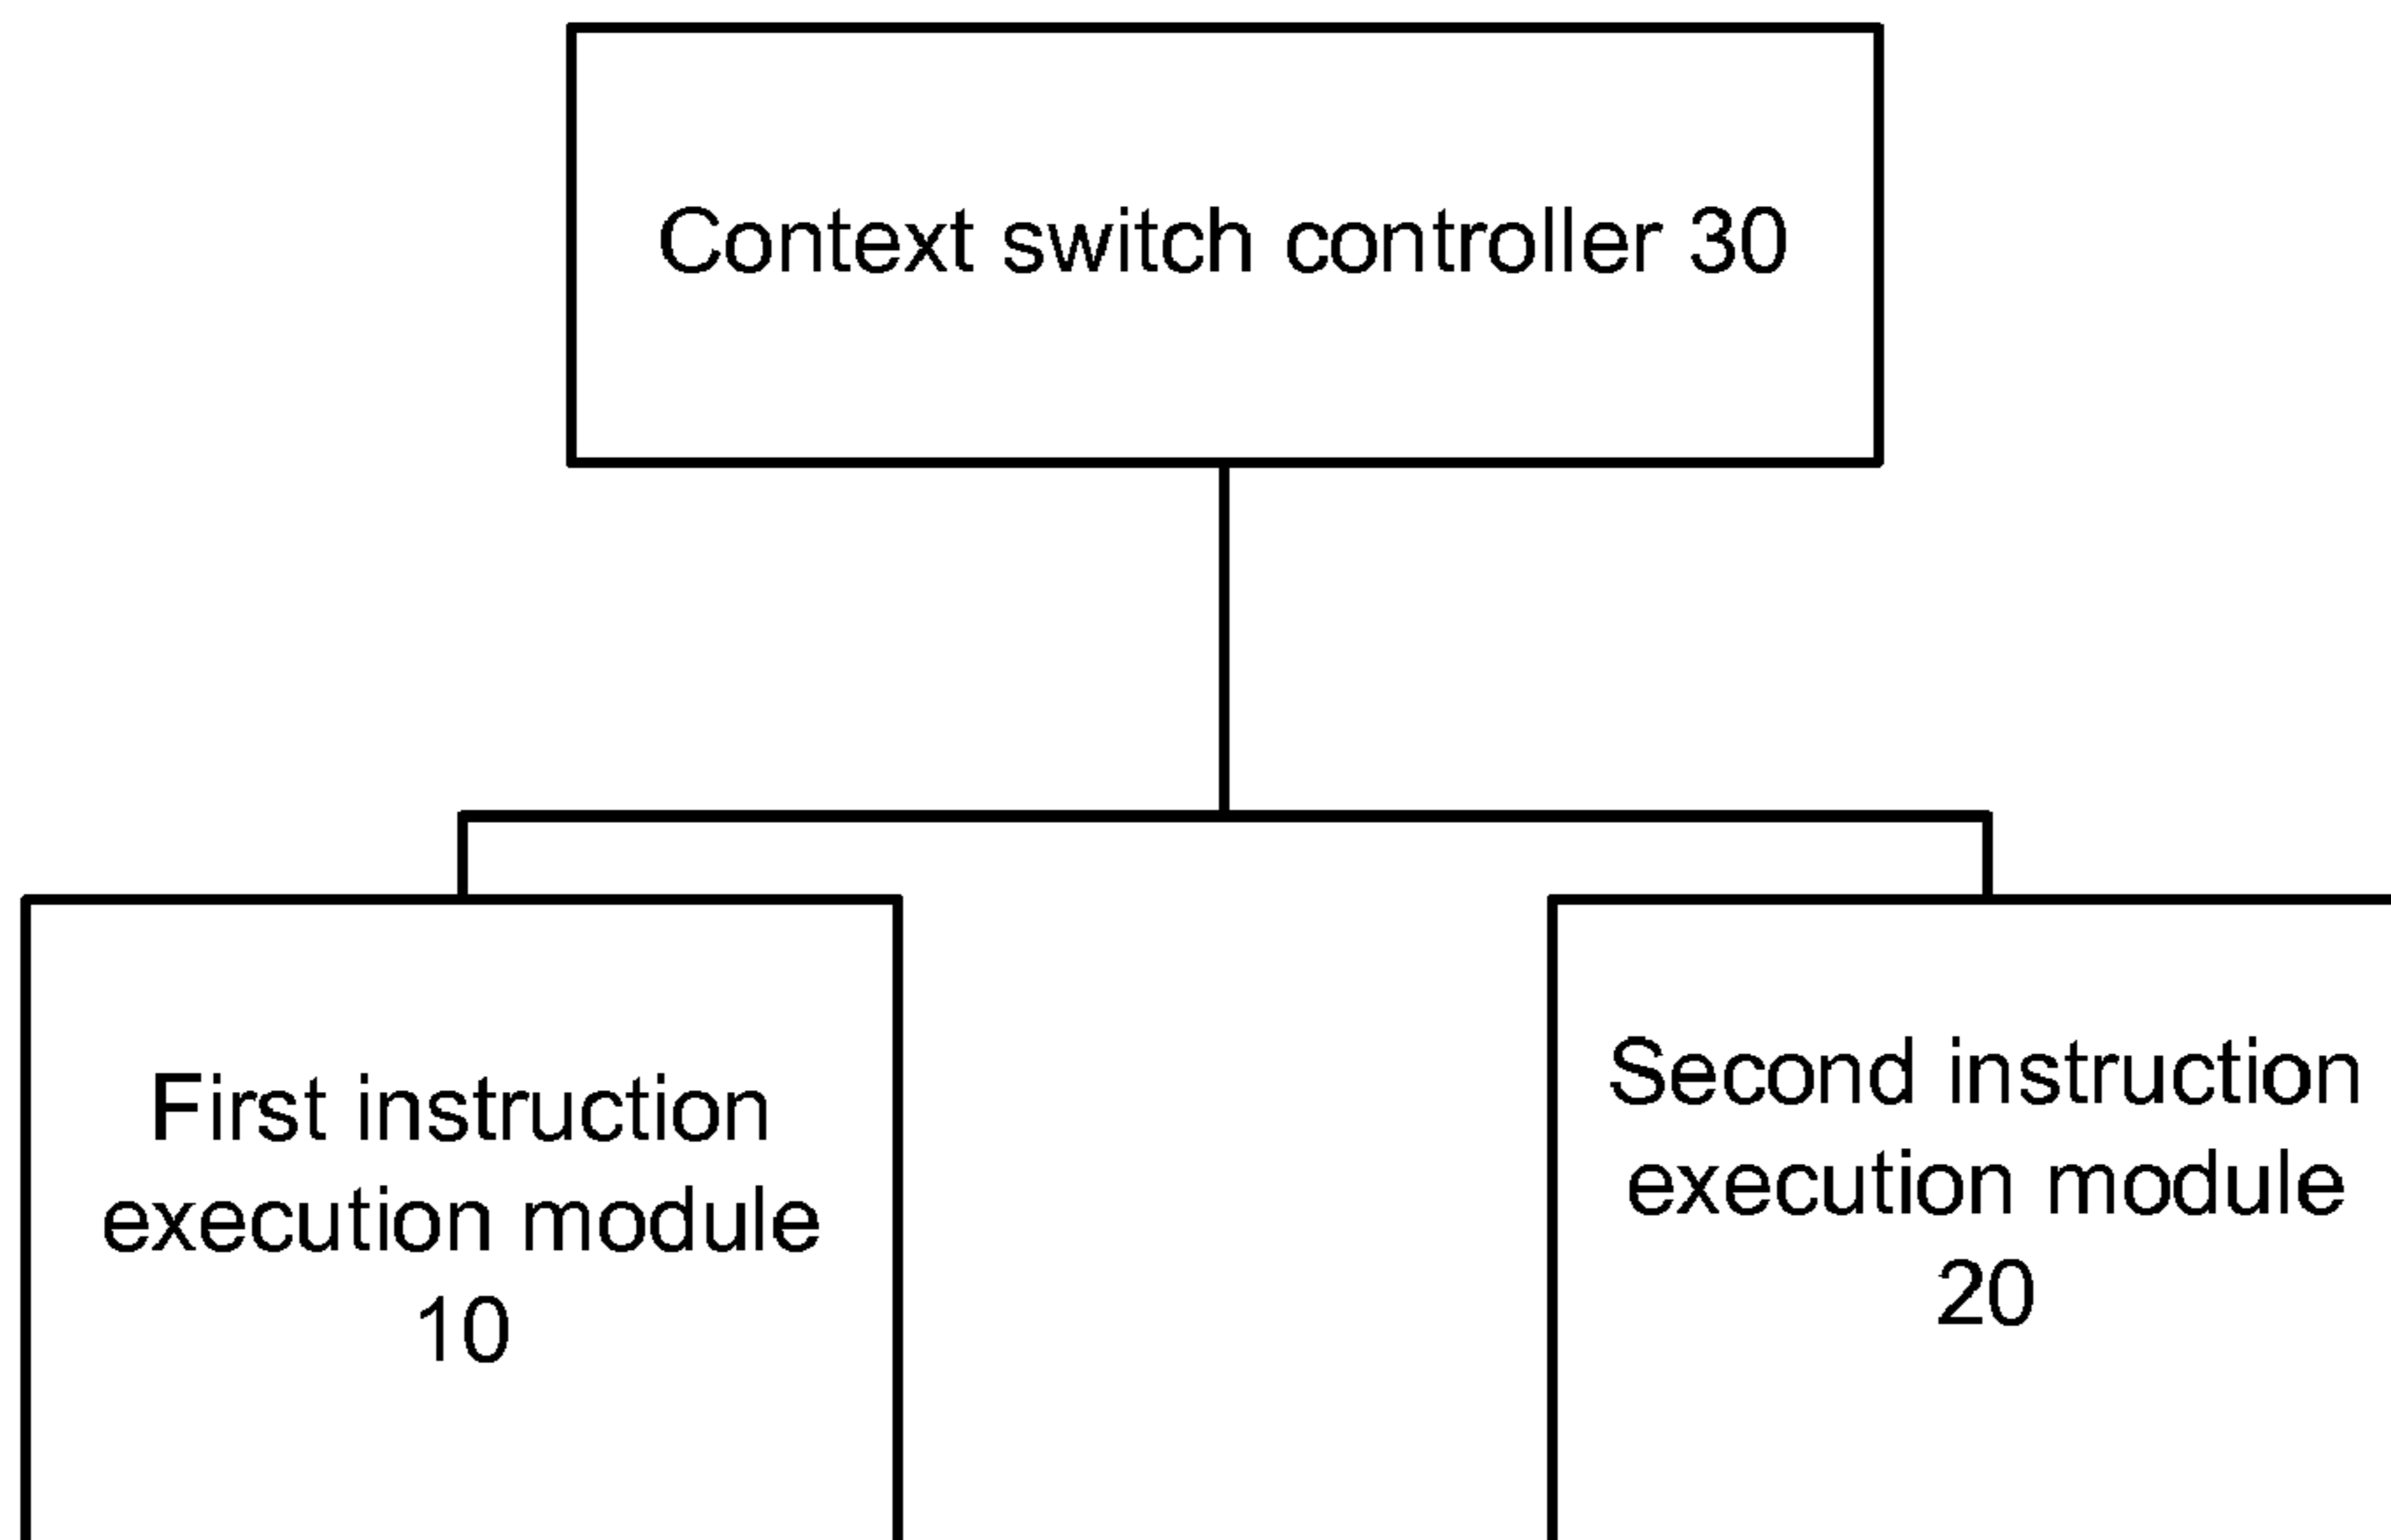 Context switch controller 30
First instruction
execution module
10
Second instruction
execution module
20